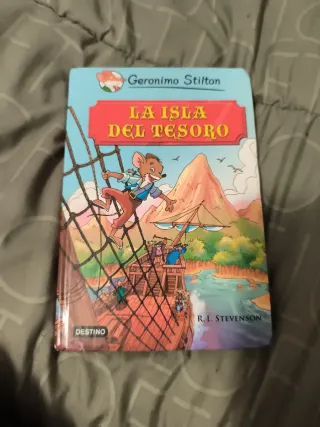 Geronimo Stilton
LA ISLA
DEL TESORO
R. L. STEVENSON
DESTINO